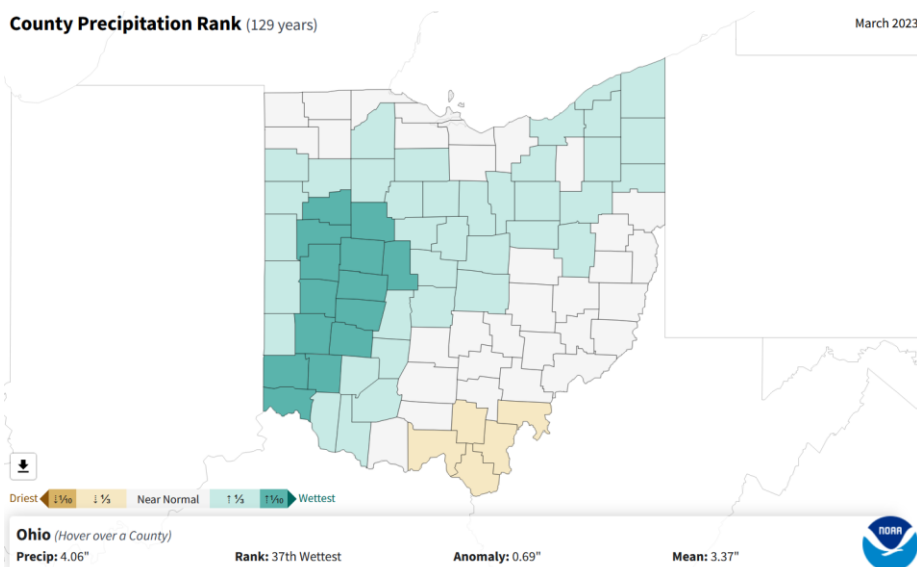 County Precipitation Rank (129 years)
March 2023
Driest ↓⅒ ↓⅓ Near Normal ↑⅓ ↑⅒ Wettest
Ohio (Hover over a County)
Precip: 4.06" Rank: 37th Wettest Anomaly: 0.69" Mean: 3.37"
NOAA